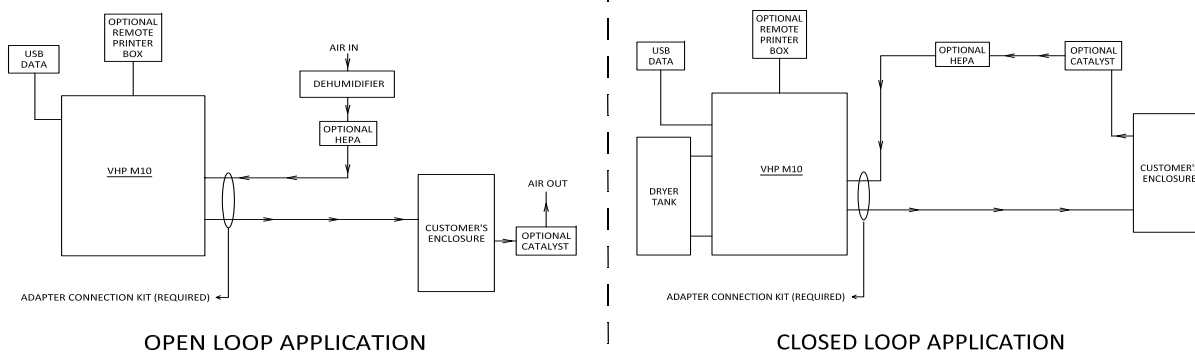 OPTIONAL
REMOTE
PRINTER
BOX
USB
DATA
AIR IN
DEHUMIDIFIER
OPTIONAL
HEPA
VHP M10
AIR OUT
CUSTOMER'S
ENCLOSURE
OPTIONAL
CATALYST
ADAPTER CONNECTION KIT (REQUIRED)
OPEN LOOP APPLICATION
OPTIONAL
REMOTE
PRINTER
BOX
USB
DATA
OPTIONAL
HEPA
OPTIONAL
CATALYST
VHP M10
DRYER
TANK
CUSTOMER'S
ENCLOSURE
ADAPTER CONNECTION KIT (REQUIRED)
CLOSED LOOP APPLICATION